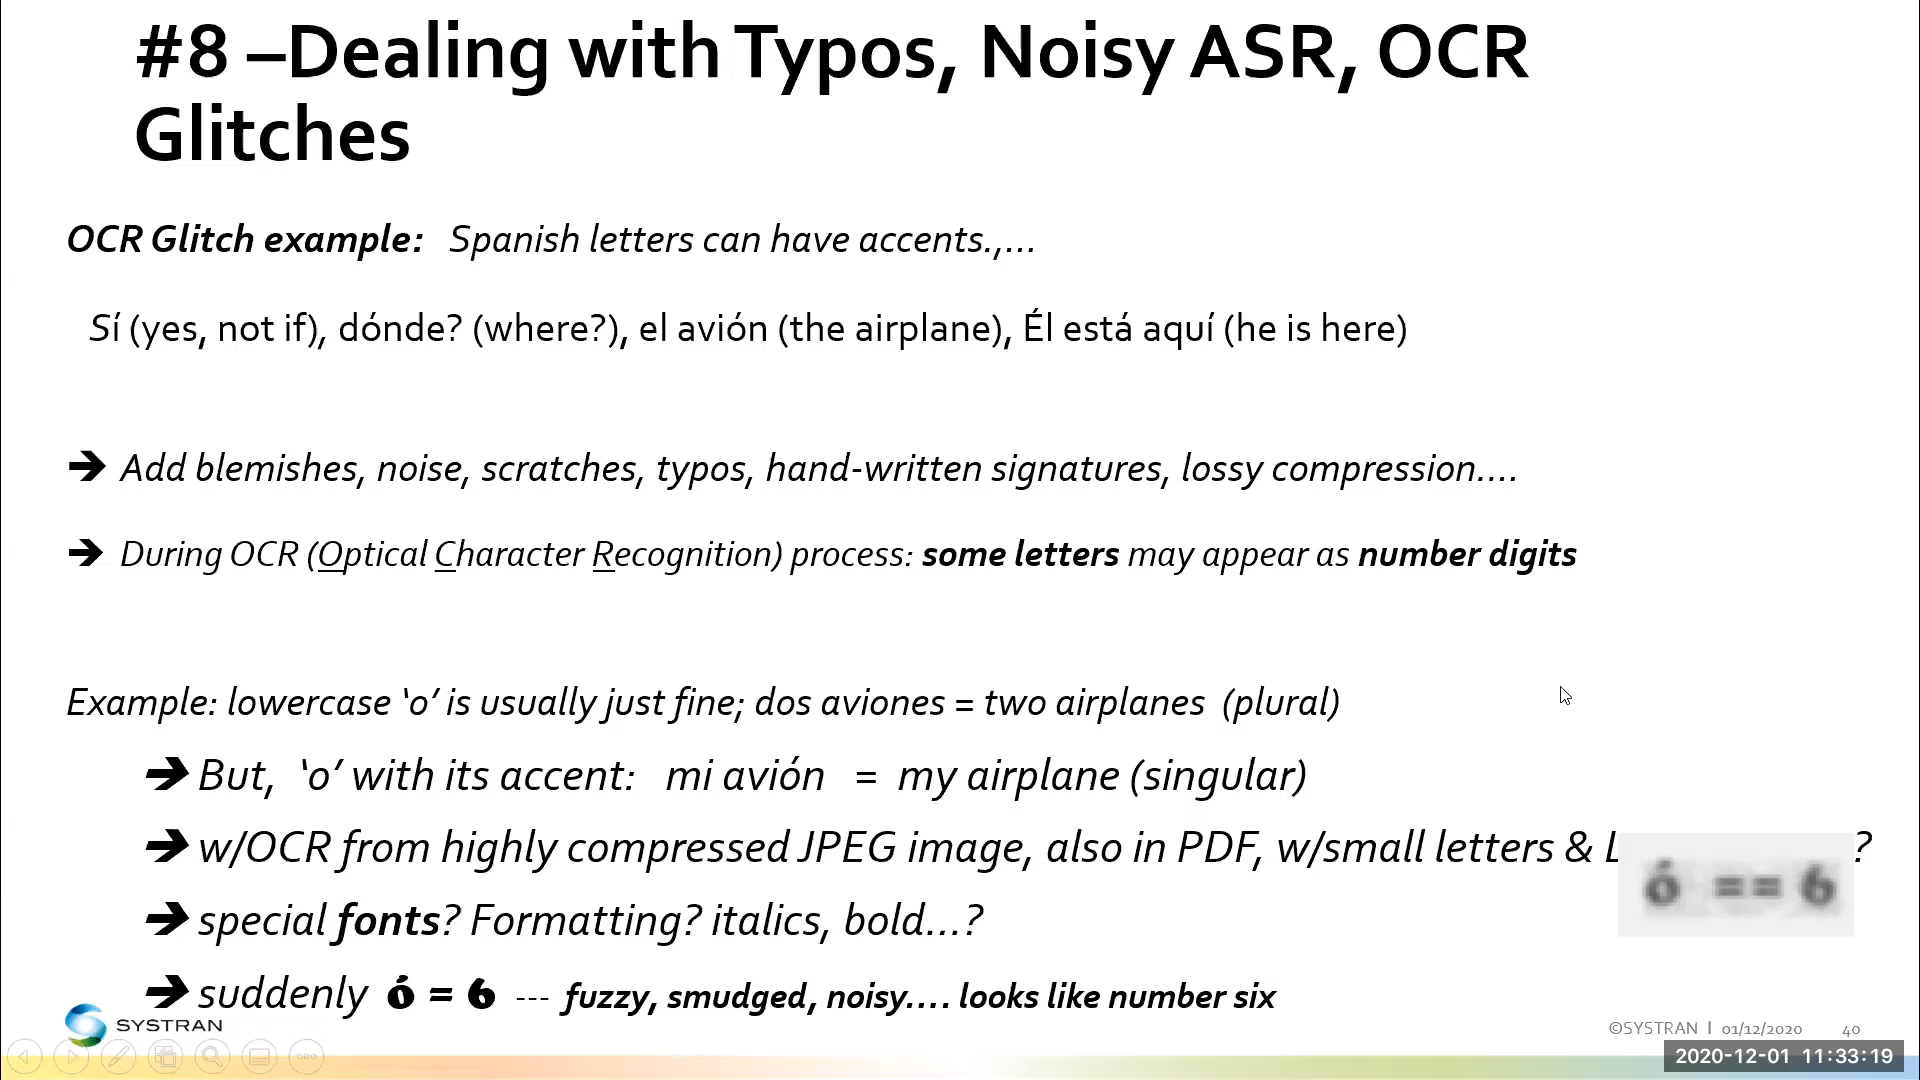 #8 –Dealing with Typos, Noisy ASR, OCR
Glitches
OCR Glitch example: Spanish letters can have accents.,…
Sí (yes, not if), dónde? (where?), el avión (the airplane), Él está aquí (he is here)
➔ Add blemishes, noise, scratches, typos, hand-written signatures, lossy compression….
➔ During OCR (Optical Character Recognition) process: some letters may appear as number digits
Example: lowercase ‘o’ is usually just fine; dos aviones = two airplanes (plural)
➔ But, ‘o’ with its accent: mi avión = my airplane (singular)
➔ w/OCR from highly compressed JPEG image, also in PDF, w/small letters & ?
ó == 6
➔ special fonts? Formatting? italics, bold…?
➔ suddenly ó = 6 --- fuzzy, smudged, noisy…. looks like number six
SYSTRAN
©SYSTRAN | 01/12/2020 40
2020-12-01 11:33:19